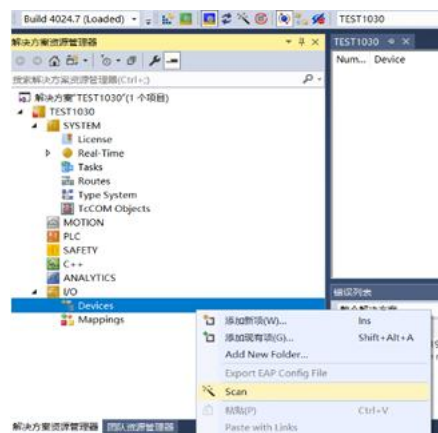 Build 4024.7 (Loaded)
TEST1030
解决方案资源管理器
TEST1030
Num... Device
搜索解决方案资源管理器(Ctrl+;)
解决方案"TEST1030"(1 个项目)
TEST1030
SYSTEM
License
Real-Time
Tasks
Routes
Type System
TcCOM Objects
MOTION
PLC
SAFETY
C++
ANALYTICS
I/O
错误列表
Devices
Mappings
添加新项(W)... Ins
添加现有项(G)... Shift+Alt+A
Add New Folder...
Export EAP Config File
Scan
粘贴(P) Ctrl+V
Paste with Links
解决方案资源管理器 团队资源管理器